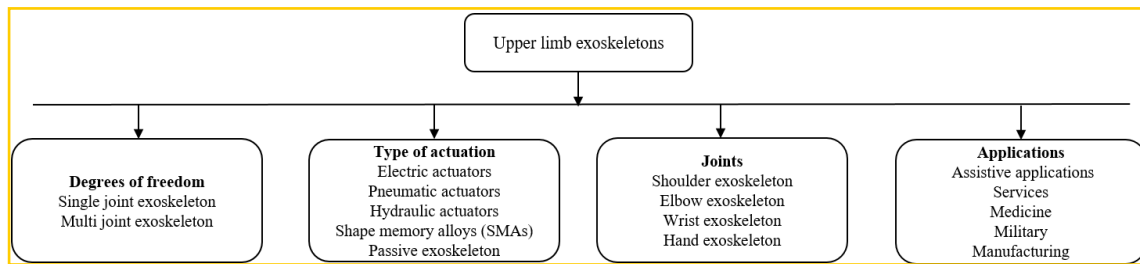 Upper limb exoskeletons
Degrees of freedom
Single joint exoskeleton
Multi joint exoskeleton
Type of actuation
Electric actuators
Pneumatic actuators
Hydraulic actuators
Shape memory alloys (SMAs)
Passive exoskeleton
Joints
Shoulder exoskeleton
Elbow exoskeleton
Wrist exoskeleton
Hand exoskeleton
Applications
Assistive applications
Services
Medicine
Military
Manufacturing